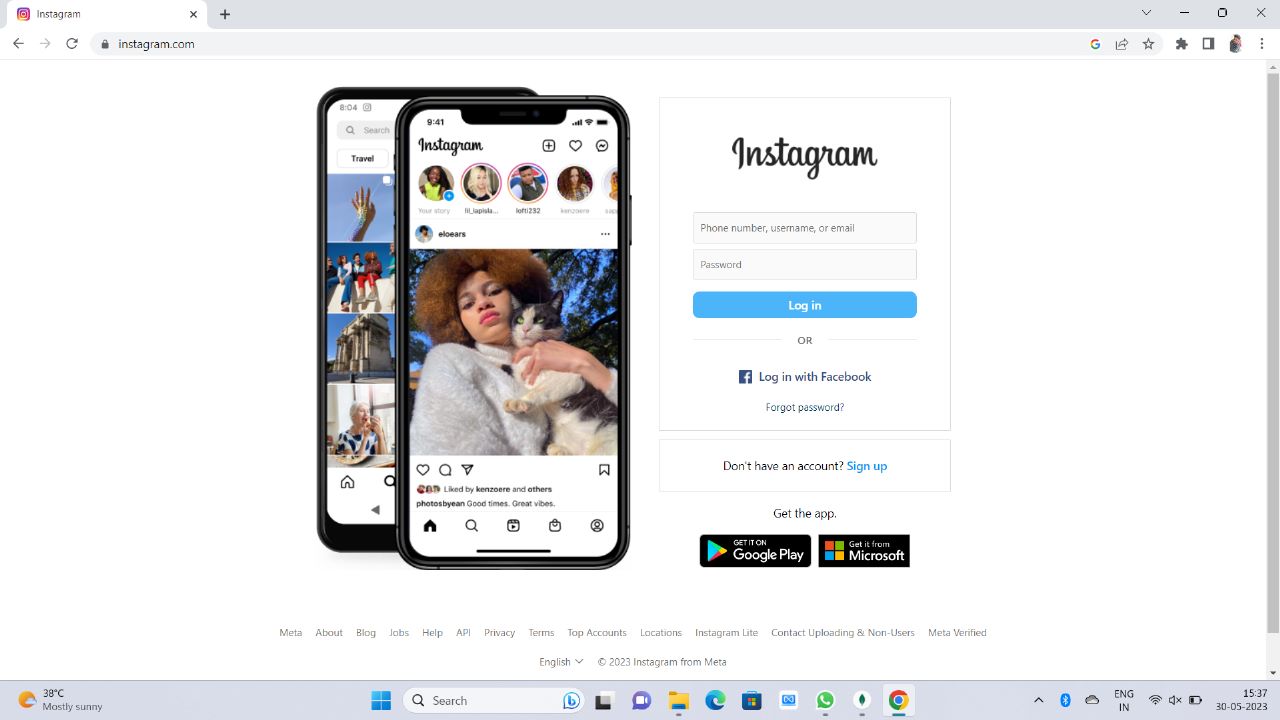 Instagram
instagram.com
8:04
Search
Travel
9:41
Instagram
Your story
lil_lapisla...
lofti232
kenzoere
sap
eloears
Liked by kenzoere and others
photosbyean Good times. Great vibes.
Instagram
Phone number, username, or email
Password
Log in
OR
Log in with Facebook
Forgot password?
Don't have an account? Sign up
Get the app.
GET IT ON
Google Play
Get it from
Microsoft
Meta About Blog Jobs Help API Privacy Terms Top Accounts Locations Instagram Lite Contact Uploading & Non-Users Meta Verified
English © 2023 Instagram from Meta
38°C
Mostly sunny
Search
ENG
IN
15:37
30-05-2023